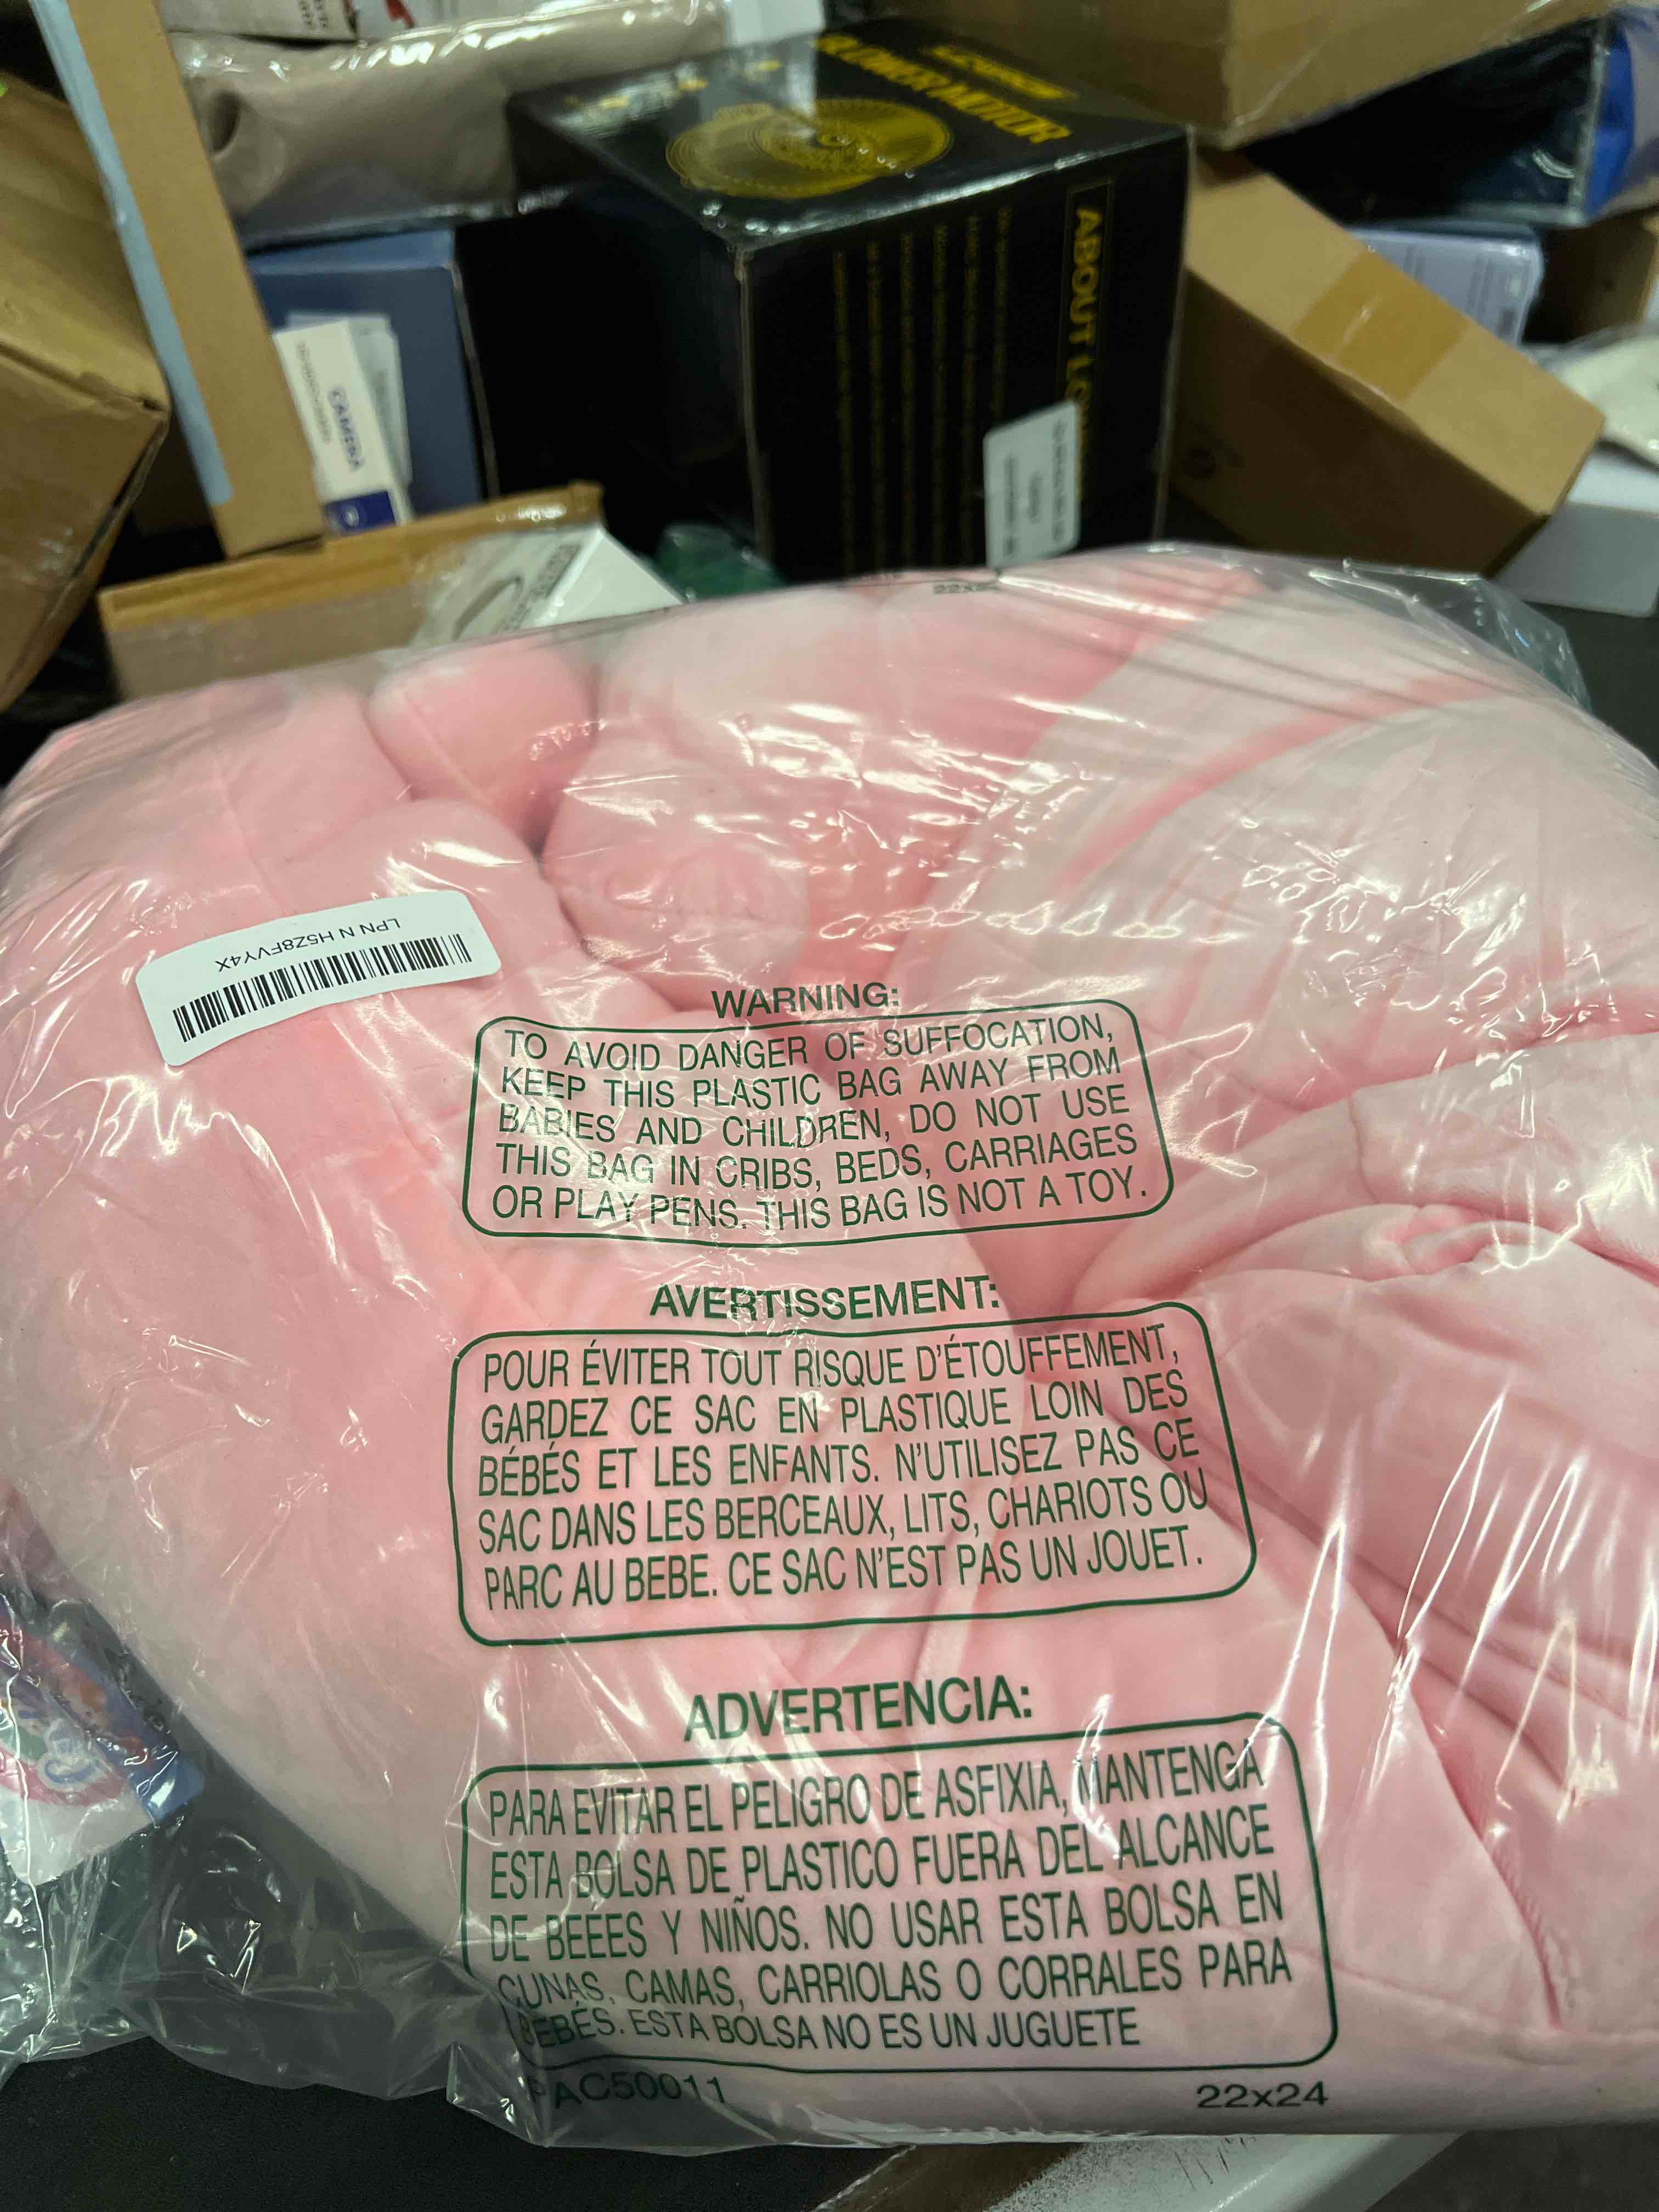 BLOWER MOTOR
CAMERA
22x24
LPN N H5Z8FVY4X
WARNING:
TO AVOID DANGER OF SUFFOCATION,
KEEP THIS PLASTIC BAG AWAY FROM
BABIES AND CHILDREN, DO NOT USE
THIS BAG IN CRIBS, BEDS, CARRIAGES
OR PLAY PENS. THIS BAG IS NOT A TOY.
AVERTISSEMENT:
POUR ÉVITER TOUT RISQUE D'ÉTOUFFEMENT,
GARDEZ CE SAC EN PLASTIQUE LOIN DES
BÉBÉS ET LES ENFANTS. N'UTILISEZ PAS CE
SAC DANS LES BERCEAUX, LITS, CHARIOTS OU
PARC AU BEBE. CE SAC N'EST PAS UN JOUET.
ADVERTENCIA:
PARA EVITAR EL PELIGRO DE ASFIXIA, MANTENGA
ESTA BOLSA DE PLASTICO FUERA DEL ALCANCE
DE BEEES Y NIÑOS. NO USAR ESTA BOLSA EN
CUNAS, CAMAS, CARRIOLAS O CORRALES PARA
BEBÉS. ESTA BOLSA NO ES UN JUGUETE
PAC50011
22x24
ABOUT